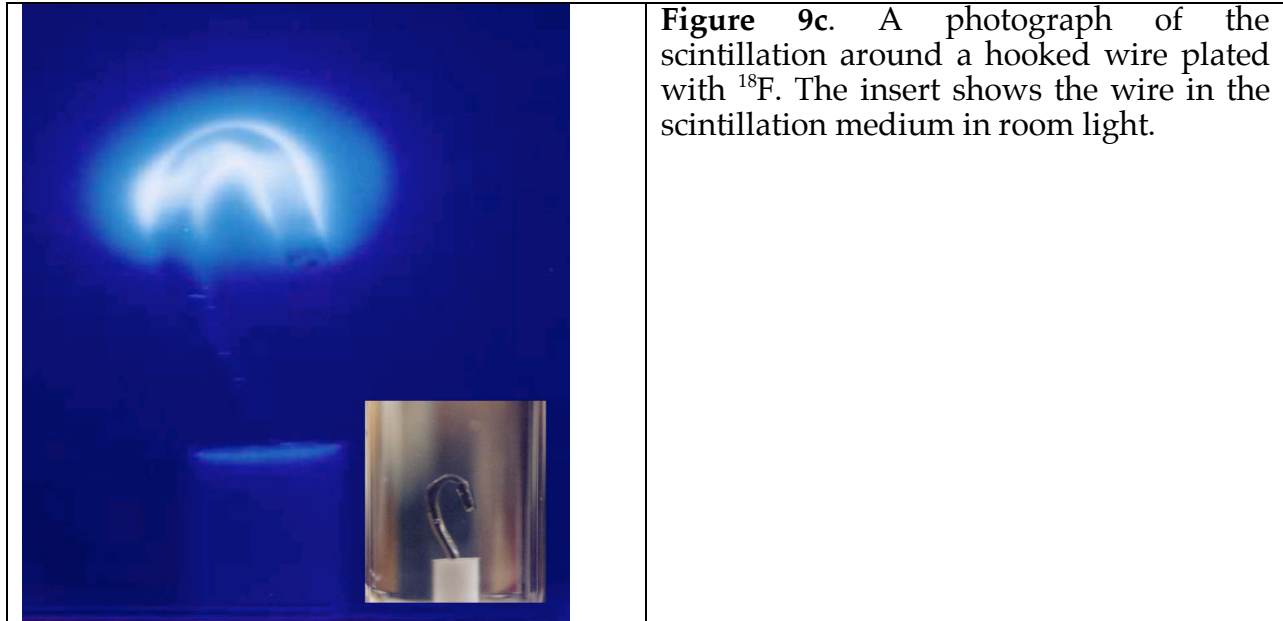 Figure 9c. A photograph of the
scintillation around a hooked wire plated
with ¹⁸F. The insert shows the wire in the
scintillation medium in room light.